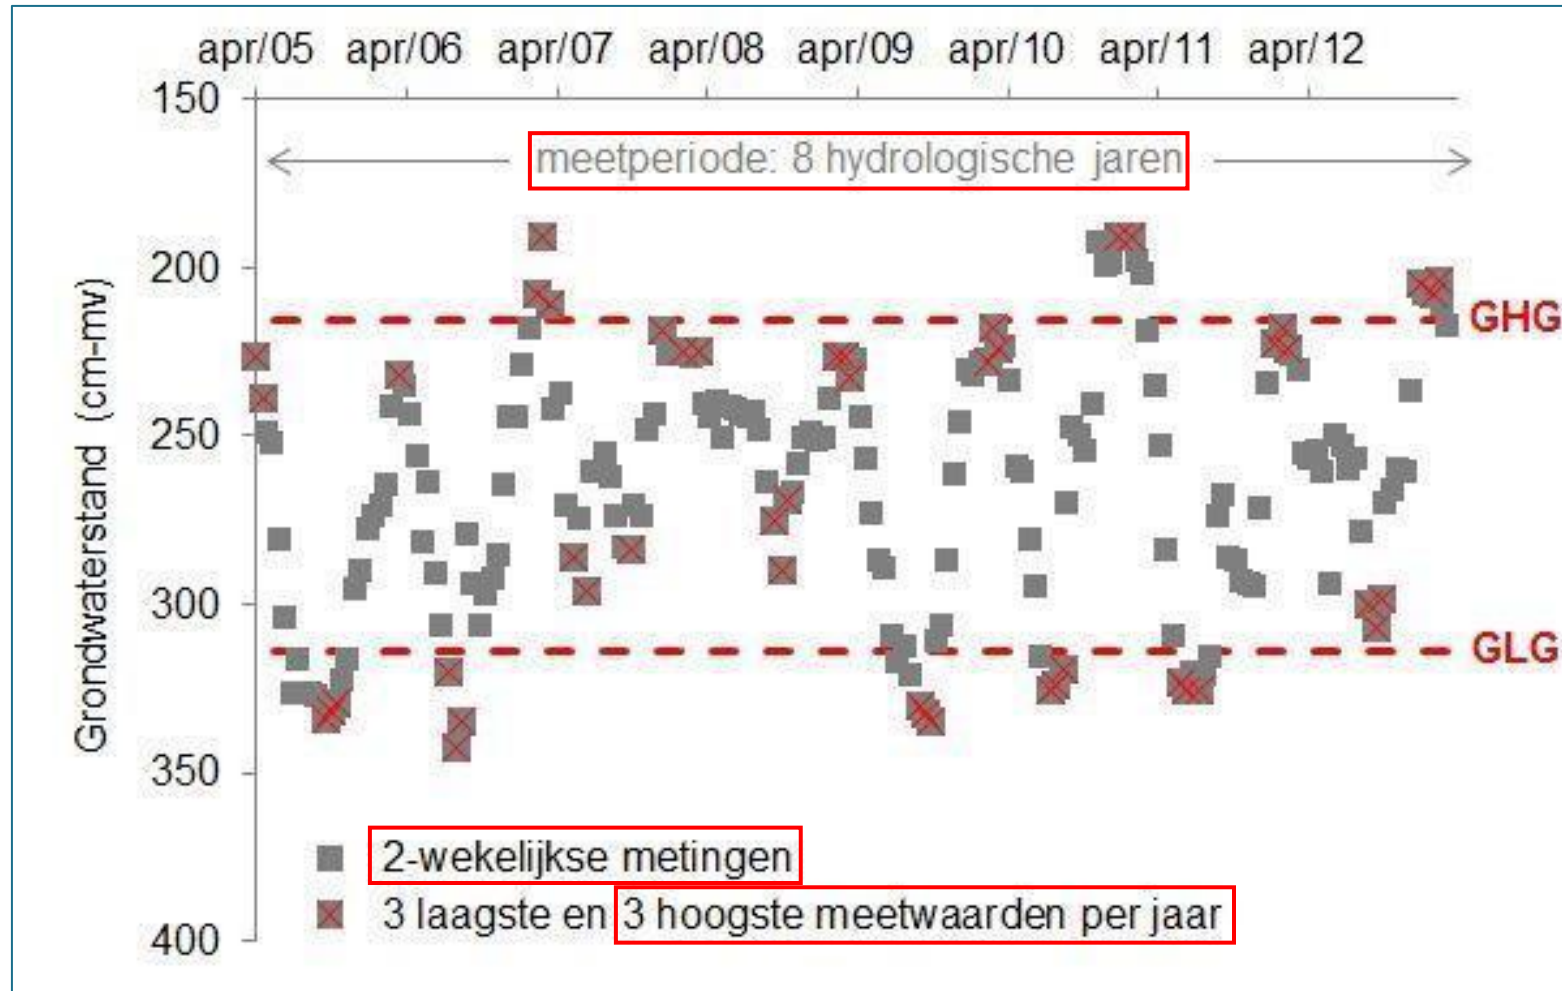 apr/05 apr/06 apr/07 apr/08 apr/09 apr/10 apr/11 apr/12
150
meetperiode: 8 hydrologische jaren
200
GHG
250
Grondwaterstand (cm-mv)
300
GLG
350
2-wekelijkse metingen
3 laagste en 3 hoogste meetwaarden per jaar
400